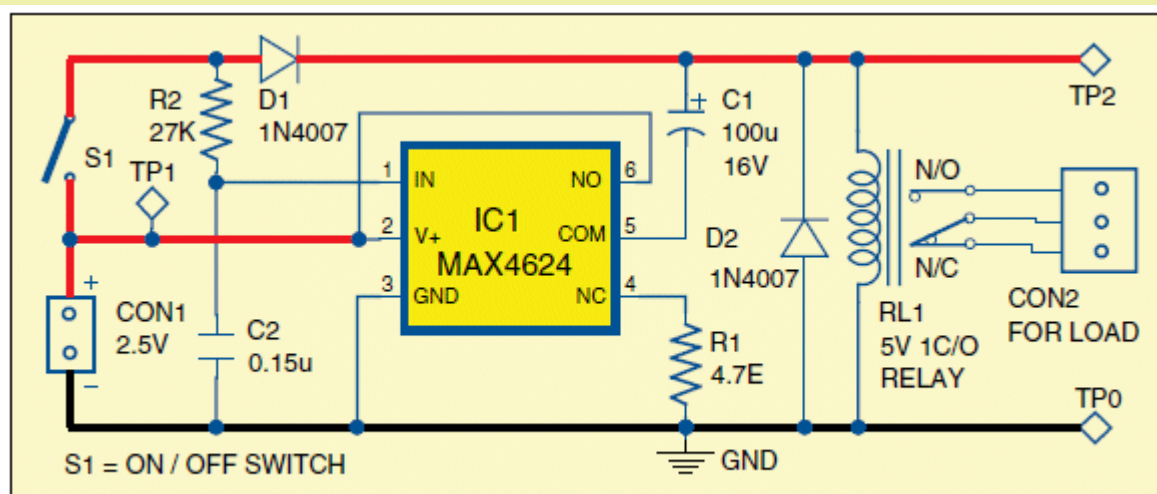 R2
27K
D1
1N4007
C1
100u
16V
TP2
S1
TP1
1
IN
NO
6
2
V+
IC1
MAX4624
COM
5
3
GND
NC
4
D2
1N4007
N/O
N/C
+
CON1
2.5V
−
C2
0.15u
R1
4.7E
RL1
5V 1C/O
RELAY
CON2
FOR LOAD
TP0
+
GND
S1 = ON / OFF SWITCH